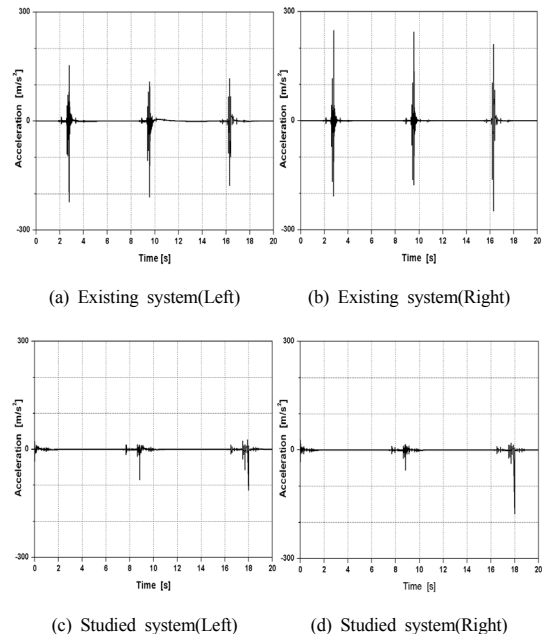 300
Acceleration [m/s²]
0
-300
0 2 4 6 8 10 12 14 16 18 20
Time [s]
(a) Existing system(Left)
300
Acceleration [m/s²]
0
-300
0 2 4 6 8 10 12 14 16 18 20
Time [s]
(b) Existing system(Right)
300
Acceleration [m/s²]
0
-300
0 2 4 6 8 10 12 14 16 18 20
Time [s]
(c) Studied system(Left)
300
Acceleration [m/s²]
0
-300
0 2 4 6 8 10 12 14 16 18 20
Time [s]
(d) Studied system(Right)